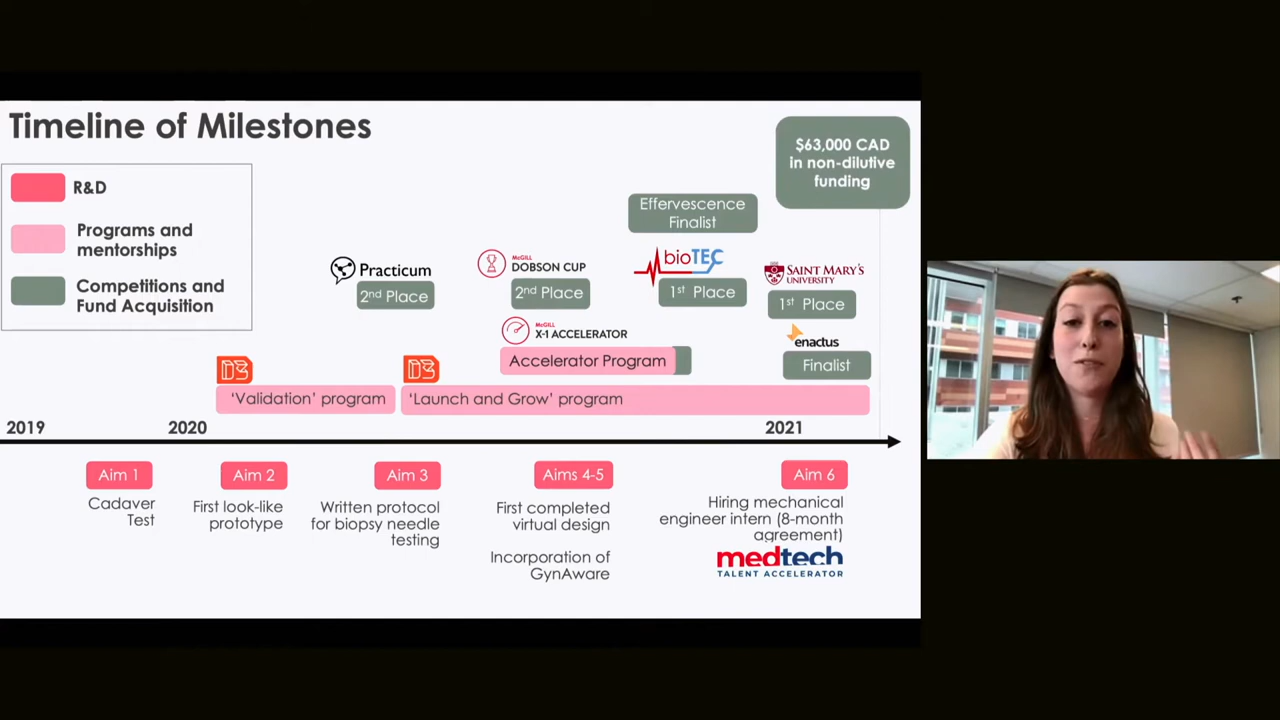 Timeline of Milestones
$63,000 CAD
in non-dilutive
funding
R&D
Programs and
mentorships
Competitions and
Fund Acquisition
Effervescence
Finalist
Practicum
2nd Place
McGILL
DOBSON CUP
2nd Place
bioTEC
1st Place
SAINT MARY'S
UNIVERSITY
1st Place
McGILL
X-1 ACCELERATOR
Accelerator Program
enactus
Finalist
D3
'Validation' program
D3
'Launch and Grow' program
2019
2020
2021
Aim 1
Cadaver
Test
Aim 2
First look-like
prototype
Aim 3
Written protocol
for biopsy needle
testing
Aims 4-5
First completed
virtual design
Incorporation of
GynAware
Aim 6
Hiring mechanical
engineer intern (8-month
agreement)
medtech
TALENT ACCELERATOR